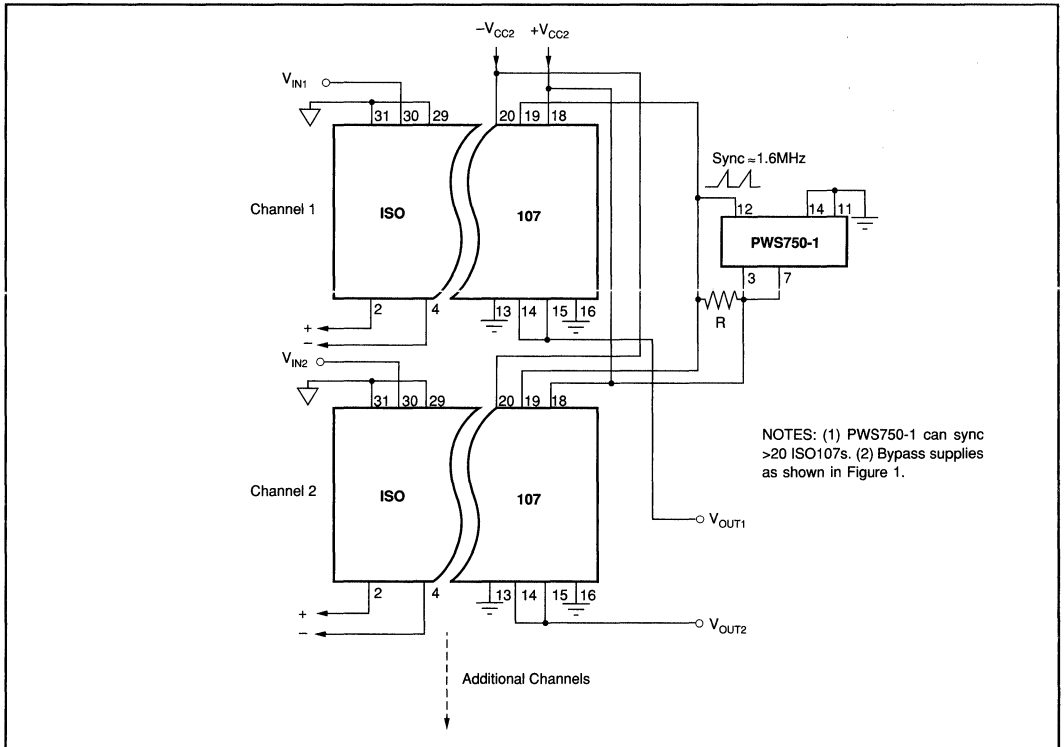 –VCC2 +VCC2
VIN1
31 30 29 20 19 18
Sync ≈1.6MHz
12 14 11
Channel 1 ISO 107
PWS750-1
3 7
2 4 13 14 15 16
R
+
–
VIN2
31 30 29 20 19 18
NOTES: (1) PWS750-1 can sync
>20 ISO107s. (2) Bypass supplies
as shown in Figure 1.
Channel 2 ISO 107
VOUT1
2 4 13 14 15 16
+
–
VOUT2
Additional Channels